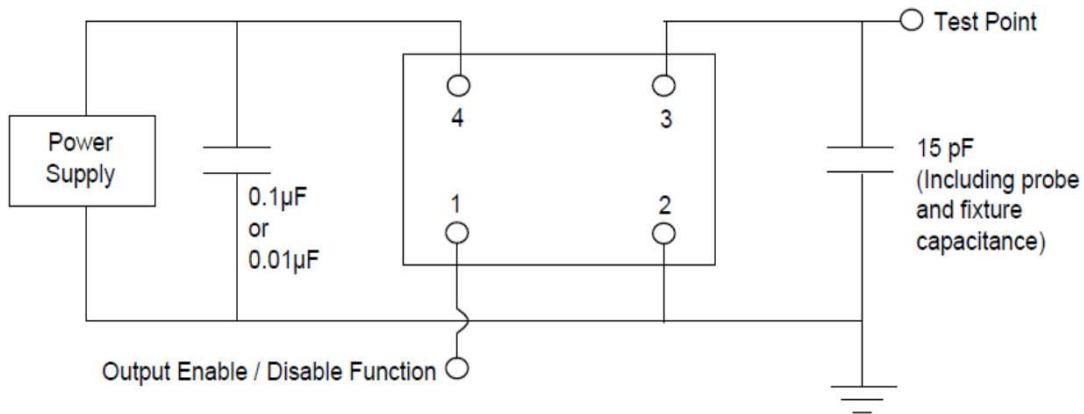 Test Point
Power
Supply
4
3
0.1µF
or
0.01µF
15 pF
(Including probe
and fixture
capacitance)
1
2
Output Enable / Disable Function